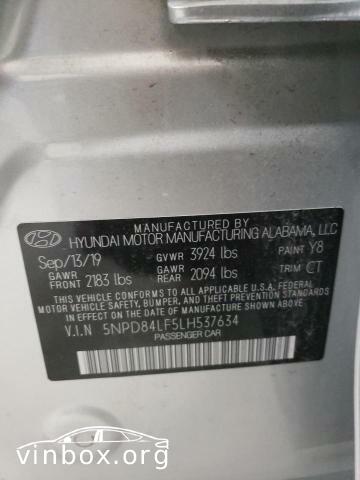 MANUFACTURED BY
HYUNDAI MOTOR MANUFACTURING ALABAMA, LLC
Sep/13/19 GVWR 3924 lbs PAINT Y8
GAWR FRONT 2183 lbs GAWR REAR 2094 lbs TRIM CT
THIS VEHICLE CONFORMS TO ALL APPLICABLE U.S. FEDERAL
MOTOR VEHICLE SAFETY, BUMPER, AND THEFT PREVENTION
STANDARDS IN EFFECT ON THE DATE OF MANUFACTURE SHOWN ABOVE.
V.I.N 5NPD84LF5LH537634
PASSENGER CAR
vinbox.org